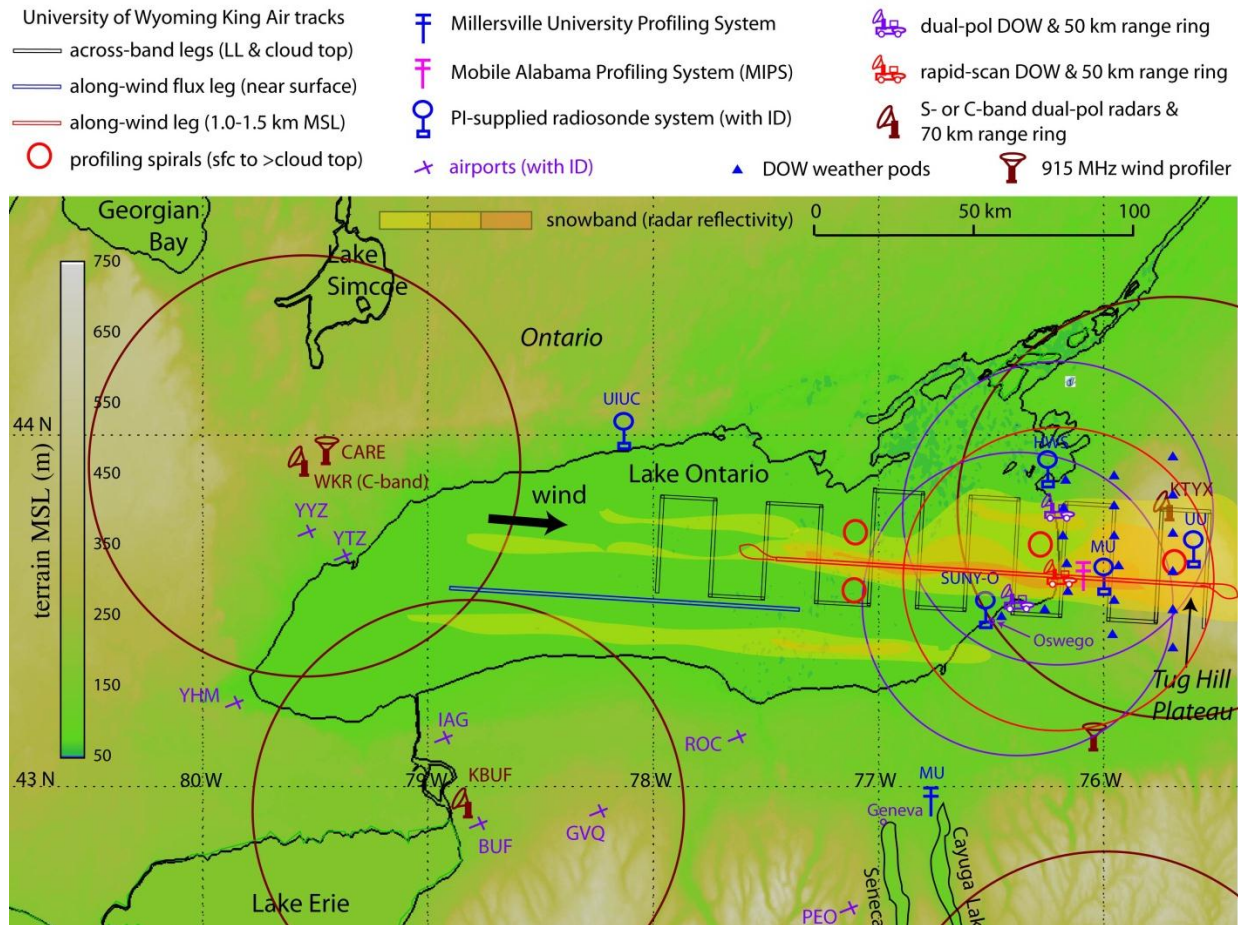 University of Wyoming King Air tracks
across-band legs (LL & cloud top)
along-wind flux leg (near surface)
along-wind leg (1.0-1.5 km MSL)
profiling spirals (sfc to >cloud top)
Millersville University Profiling System
Mobile Alabama Profiling System (MIPS)
PI-supplied radiosonde system (with ID)
airports (with ID)
dual-pol DOW & 50 km range ring
rapid-scan DOW & 50 km range ring
S- or C-band dual-pol radars &
70 km range ring
DOW weather pods
915 MHz wind profiler
Georgian
Bay
snowband (radar reflectivity)
0 50 km 100
Lake
Simcoe
terrain MSL (m)
750
650
550
450
350
250
150
50
Ontario
UIUC
44 N
CARE
WKR (C-band)
Lake Ontario
HWS
wind
YYZ
YTZ
KTYX
UU
MU
SUNY-O
Oswego
Tug Hill
Plateau
YHM
IAG
ROC
43 N
80 W
79W
78W
77W
76W
KBUF
BUF
GVQ
MU
Geneva
Lake Erie
PEO
Seneca
Cayuga Lake